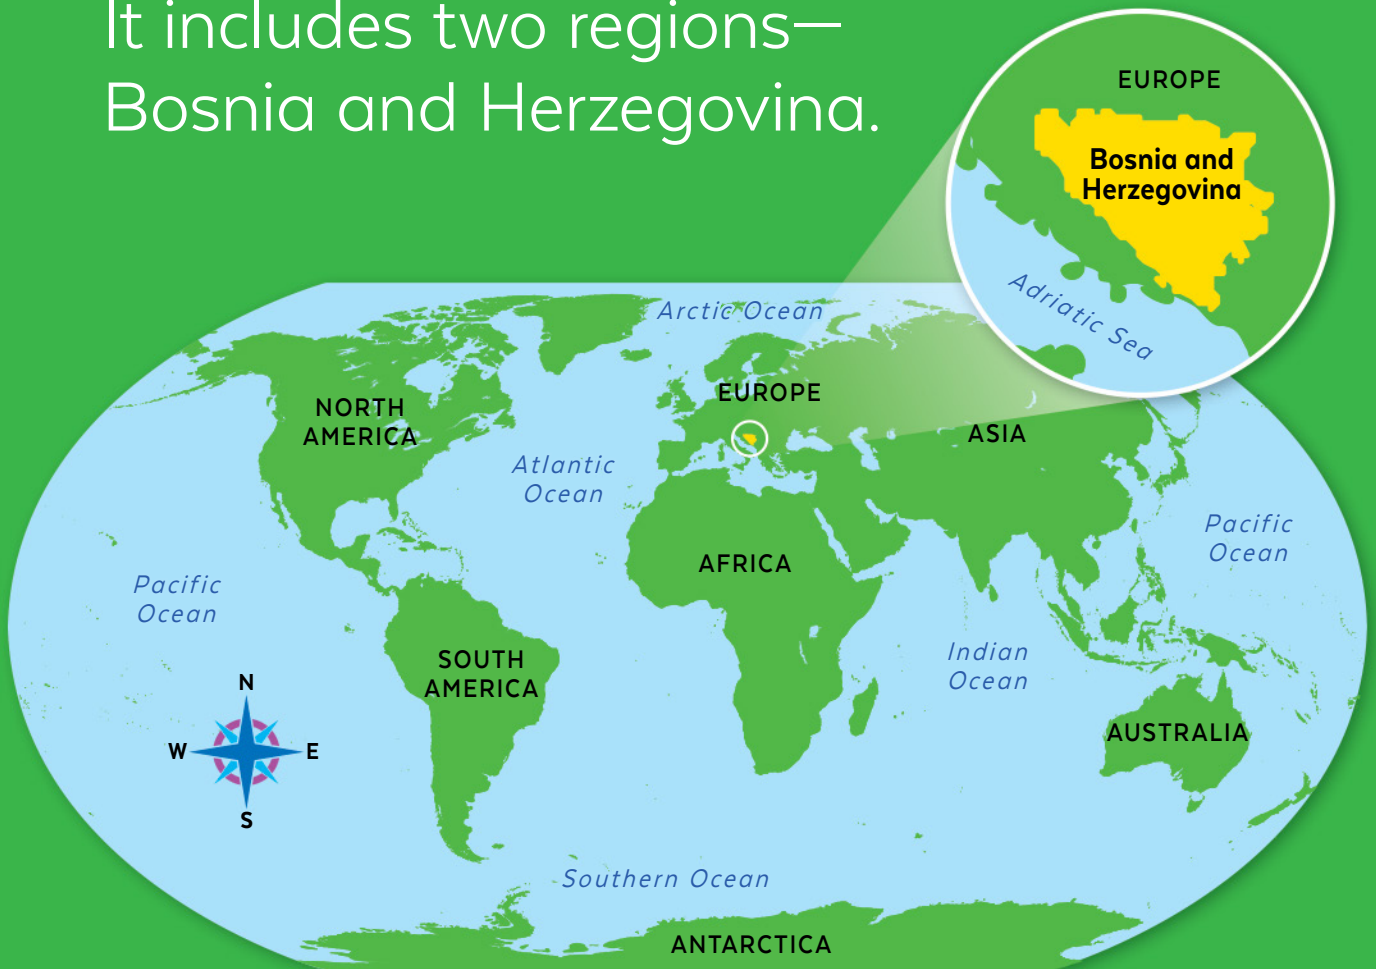 It includes two regions—
Bosnia and Herzegovina.
EUROPE
Bosnia and
Herzegovina
Adriatic Sea
Arctic Ocean
EUROPE
NORTH
AMERICA
ASIA
Atlantic
Ocean
Pacific
Ocean
AFRICA
Pacific
Ocean
Indian
Ocean
SOUTH
AMERICA
N
W
E
S
AUSTRALIA
Southern Ocean
ANTARCTICA